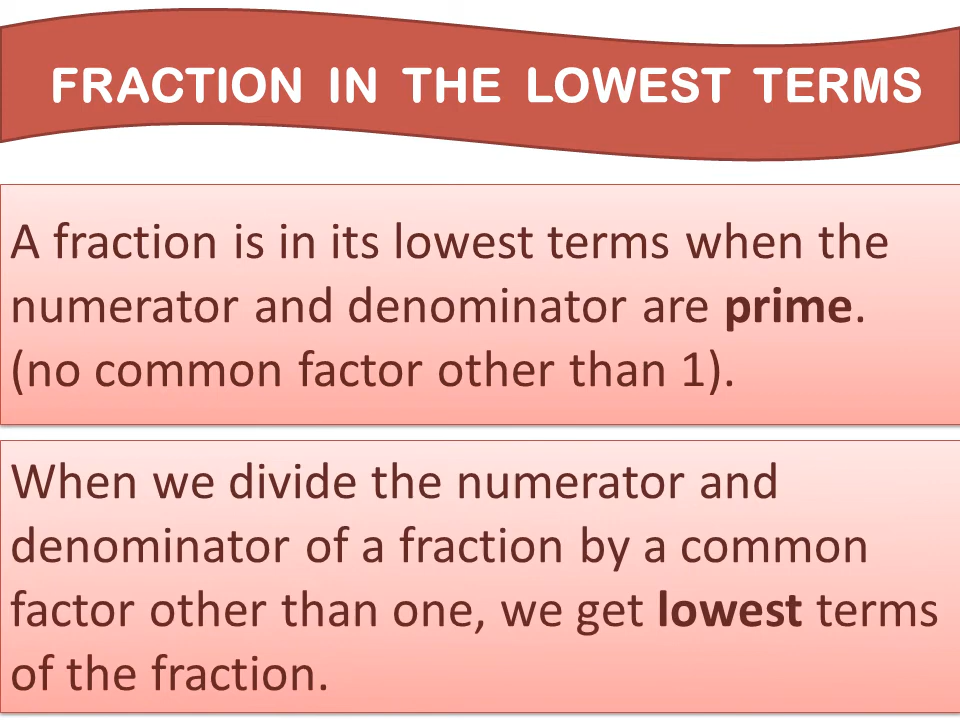 FRACTION IN THE LOWEST TERMS
A fraction is in its lowest terms when the
numerator and denominator are prime.
(no common factor other than 1).
When we divide the numerator and
denominator of a fraction by a common
factor other than one, we get lowest terms
of the fraction.